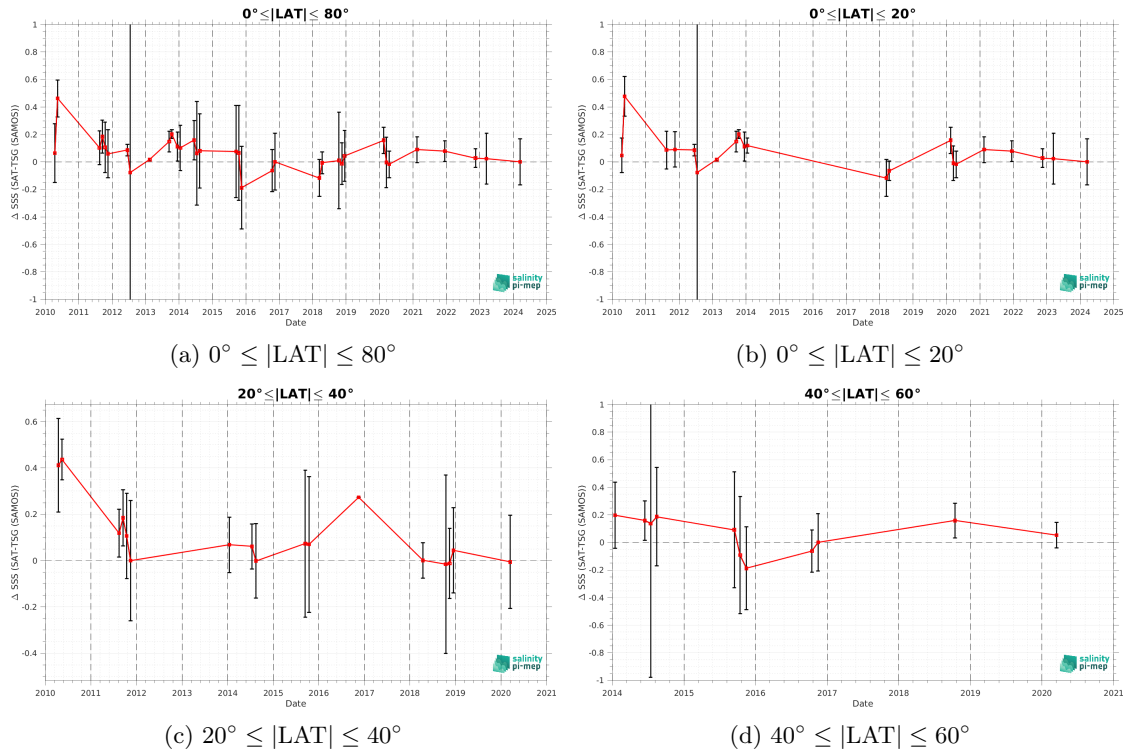 0°≤|LAT|≤ 80°
Δ SSS (SAT-TSG (SAMOS))
1
0.8
0.6
0.4
0.2
0
-0.2
-0.4
-0.6
-0.8
-1
2010 2011 2012 2013 2014 2015 2016 2017 2018 2019 2020 2021 2022 2023 2024 2025
Date
salinity
pi-mep
(a) 0° ≤ |LAT| ≤ 80°
0°≤|LAT|≤ 20°
Δ SSS (SAT-TSG (SAMOS))
1
0.8
0.6
0.4
0.2
0
-0.2
-0.4
-0.6
-0.8
-1
2010 2011 2012 2013 2014 2015 2016 2017 2018 2019 2020 2021 2022 2023 2024 2025
Date
salinity
pi-mep
(b) 0° ≤ |LAT| ≤ 20°
20°≤|LAT|≤ 40°
Δ SSS (SAT-TSG (SAMOS))
0.6
0.4
0.2
0
-0.2
-0.4
2010 2011 2012 2013 2014 2015 2016 2017 2018 2019 2020 2021
Date
salinity
pi-mep
(c) 20° ≤ |LAT| ≤ 40°
40°≤|LAT|≤ 60°
Δ SSS (SAT-TSG (SAMOS))
1
0.8
0.6
0.4
0.2
0
-0.2
-0.4
-0.6
-0.8
-1
2014 2015 2016 2017 2018 2019 2020 2021
Date
salinity
pi-mep
(d) 40° ≤ |LAT| ≤ 60°